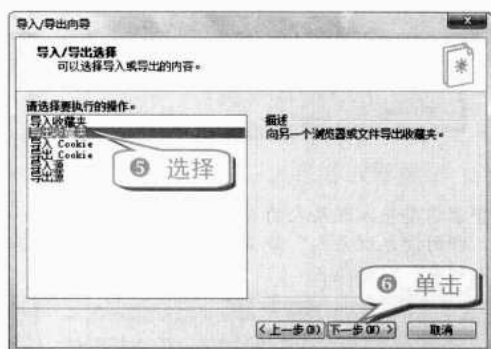 导入/导出向导
导入/导出选择
可以选择导入或导出的内容。
请选择要执行的操作。
导入收藏夹
导出收藏夹
导入 Cookie
导出 Cookie
导入源
导出源
描述
向另一个浏览器或文件导出收藏夹。
❺ 选择
❻ 单击
<上一步(B)
下一步(N) >
取消